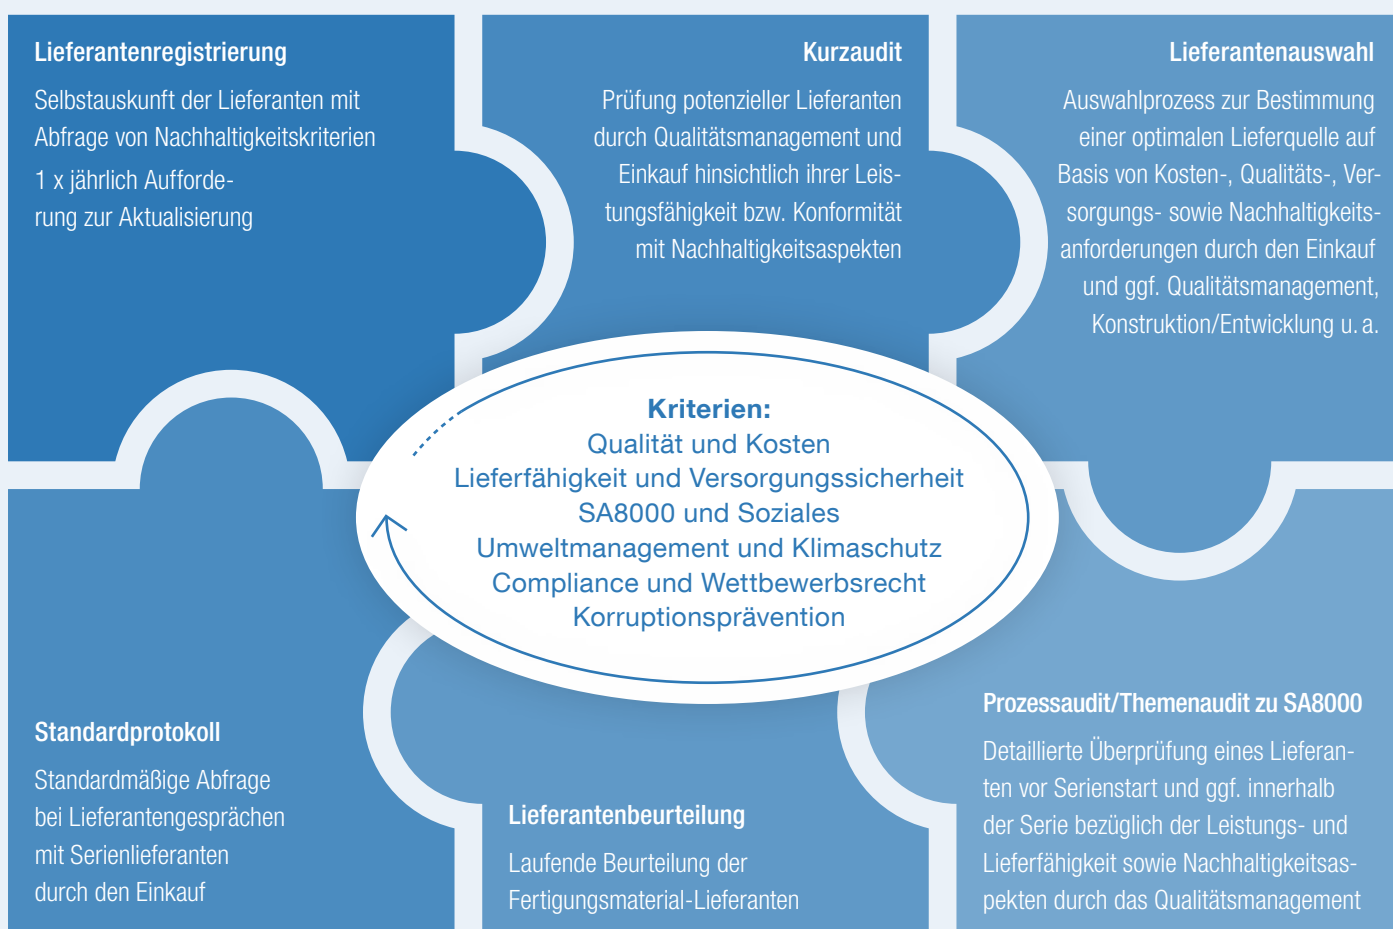 Lieferantenregistrierung
Selbstauskunft der Lieferanten mit
Abfrage von Nachhaltigkeitskriterien
1 x jährlich Aufforde-
rung zur Aktualisierung
Kurzaudit
Prüfung potenzieller Lieferanten
durch Qualitätsmanagement und
Einkauf hinsichtlich ihrer Leis-
tungsfähigkeit bzw. Konformität
mit Nachhaltigkeitsaspekten
Lieferantenauswahl
Auswahlprozess zur Bestimmung
einer optimalen Lieferquelle auf
Basis von Kosten-, Qualitäts-, Ver-
sorgungs- sowie Nachhaltigkeits-
anforderungen durch den Einkauf
und ggf. Qualitätsmanagement,
Konstruktion/Entwicklung u. a.
Kriterien:
Qualität und Kosten
Lieferfähigkeit und Versorgungssicherheit
SA8000 und Soziales
Umweltmanagement und Klimaschutz
Compliance und Wettbewerbsrecht
Korruptionsprävention
Standardprotokoll
Standardmäßige Abfrage
bei Lieferantengesprächen
mit Serienlieferanten
durch den Einkauf
Lieferantenbeurteilung
Laufende Beurteilung der
Fertigungsmaterial-Lieferanten
Prozessaudit/Themenaudit zu SA8000
Detaillierte Überprüfung eines Lieferan-
ten vor Serienstart und ggf. innerhalb
der Serie bezüglich der Leistungs- und
Lieferfähigkeit sowie Nachhaltigkeitsas-
pekten durch das Qualitätsmanagement